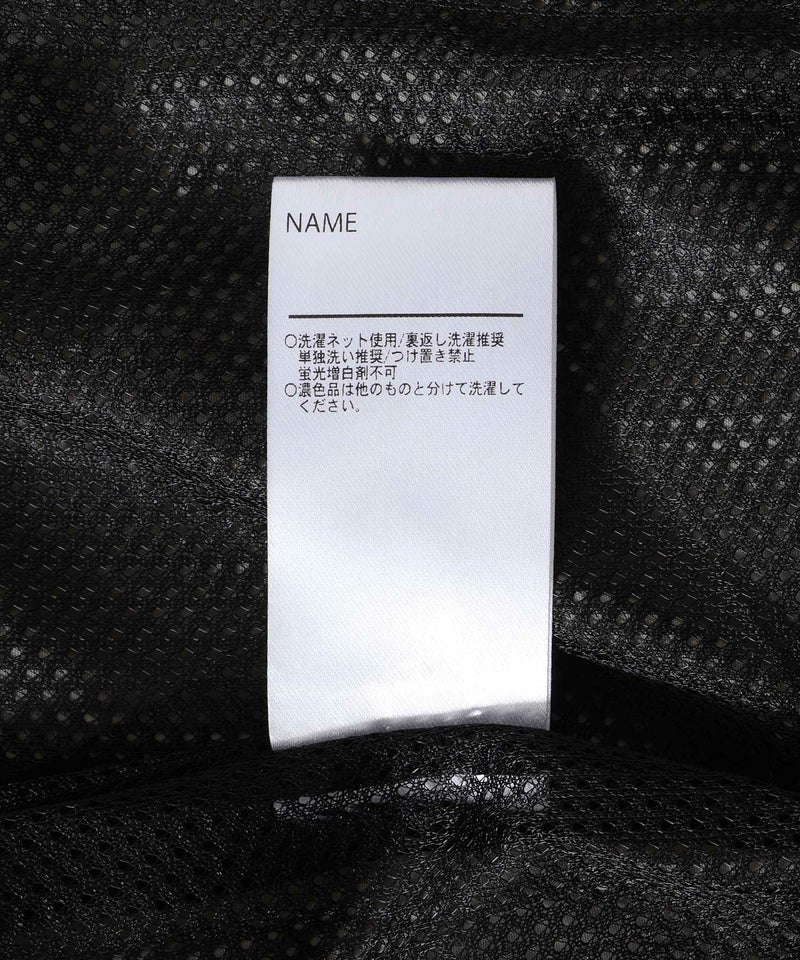 NAME
○洗濯ネット使用/裏返し洗濯推奨
単独洗い推奨/つけ置き禁止
蛍光増白剤不可
○濃色品は他のものと分けて洗濯して
ください。